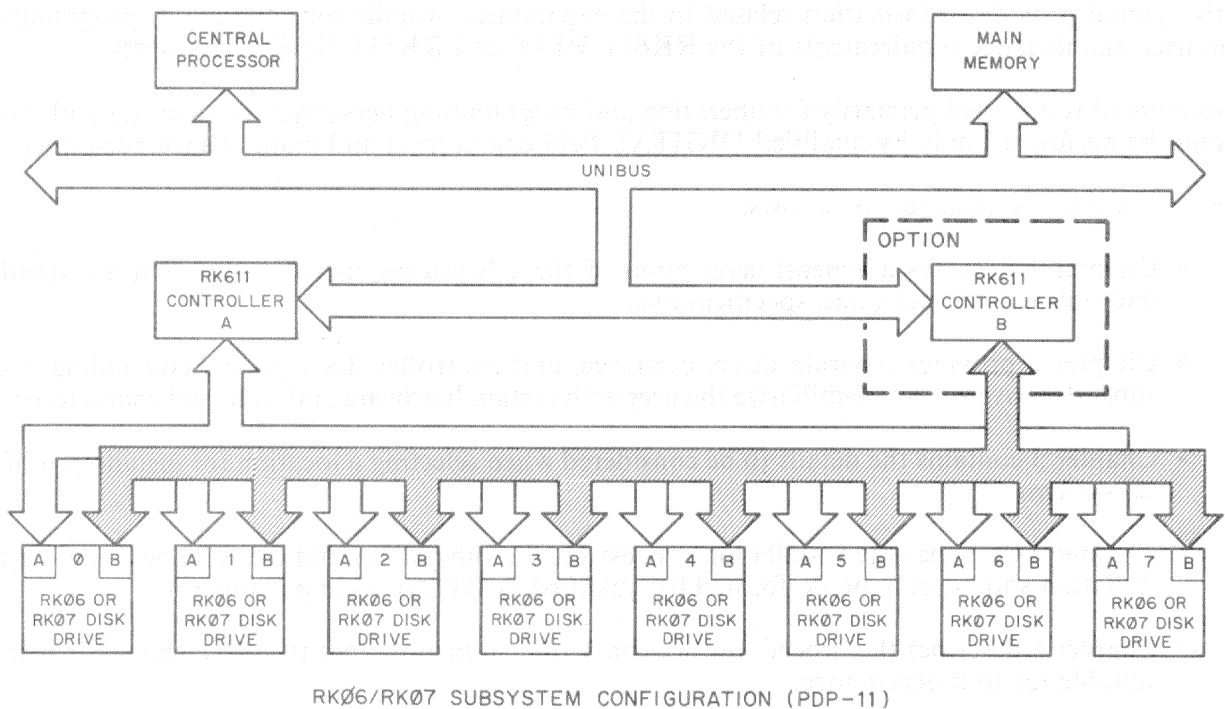 CENTRAL
PROCESSOR
MAIN
MEMORY
UNIBUS
OPTION
RK611
CONTROLLER
A
RK611
CONTROLLER
B
A Ø B
A 1 B
A 2 B
A 3 B
A 4 B
A 5 B
A 6 B
A 7 B
RKØ6 OR
RKØ7 DISK
DRIVE
RKØ6 OR
RKØ7 DISK
DRIVE
RKØ6 OR
RKØ7 DISK
DRIVE
RKØ6 OR
RKØ7 DISK
DRIVE
RKØ6 OR
RKØ7 DISK
DRIVE
RKØ6 OR
RKØ7 DISK
DRIVE
RKØ6 OR
RKØ7 DISK
DRIVE
RKØ6 OR
RKØ7 DISK
DRIVE
RKØ6/RKØ7 SUBSYSTEM CONFIGURATION (PDP-11)